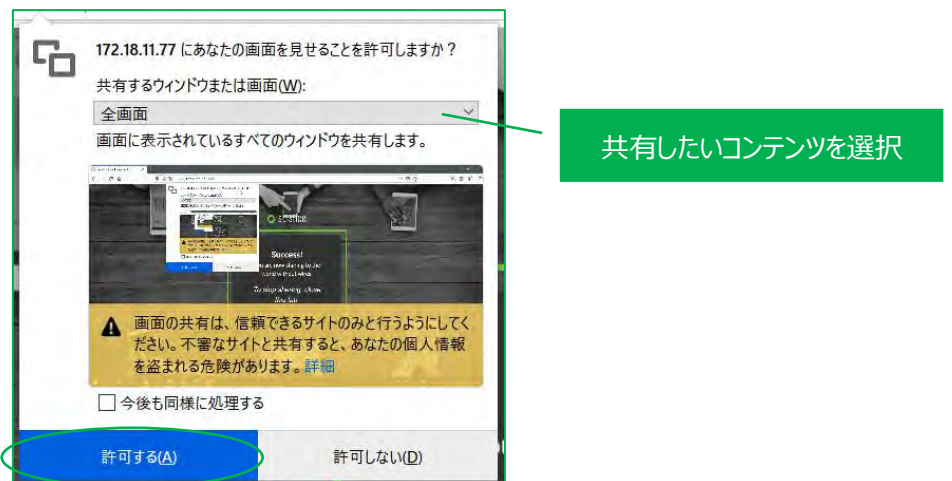 172.18.11.77 にあなたの画面を見せることを許可しますか？
共有するウィンドウまたは画面(W):
全画面
共有したいコンテンツを選択
画面に表示されているすべてのウィンドウを共有します。
Success!
To stop sharing, close
this tab
画面の共有は、信頼できるサイトのみと行うようにしてく
ださい。不審なサイトと共有すると、あなたの個人情報
を盗まれる危険があります。詳細
今後も同様に処理する
許可する(A)
許可しない(D)